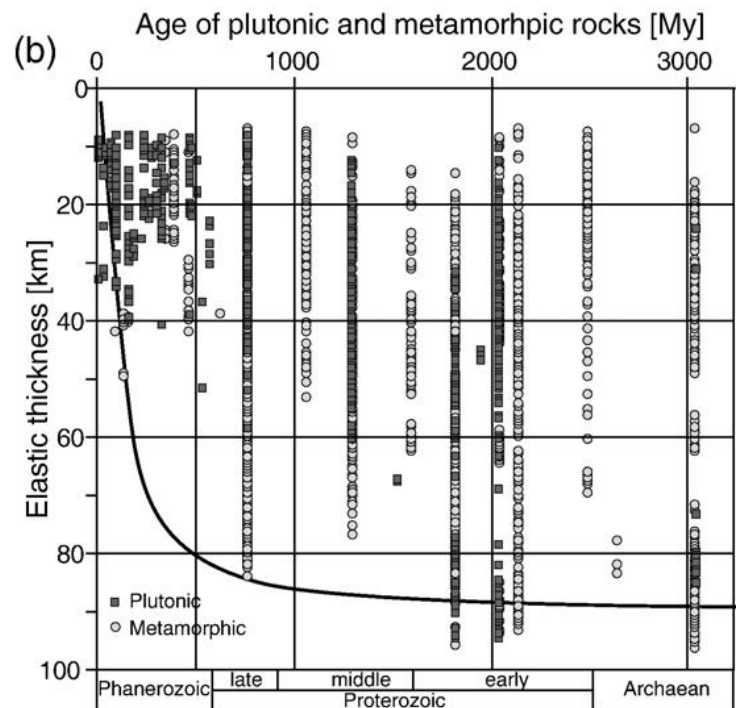 Age of plutonic and metamorhpic rocks [My]
(b)
0 1000 2000 3000
0
20
40
60
80
100
Elastic thickness [km]
Plutonic
Metamorphic
Phanerozoic late middle early Archaean
Proterozoic